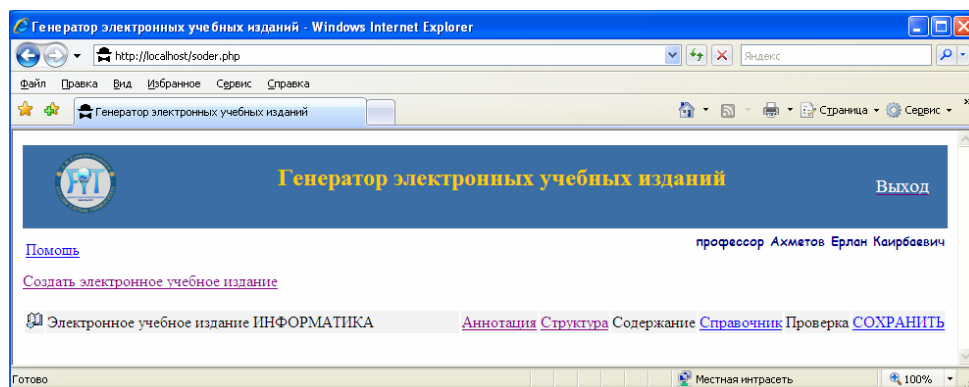 Генератор электронных учебных изданий - Windows Internet Explorer
http://localhost/soder.php
Яндекс
Файл Правка Вид Избранное Сервис Справка
Генератор электронных учебных изданий
Страница Сервис »
Генератор электронных учебных изданий
Выход
профессор Ахметов Ерлан Каирбаевич
Помощь
Создать электронное учебное издание
Электронное учебное издание ИНФОРМАТИКА Аннотация Структура Содержание Справочник Проверка СОХРАНИТЬ
Готово Местная интрасеть 100%